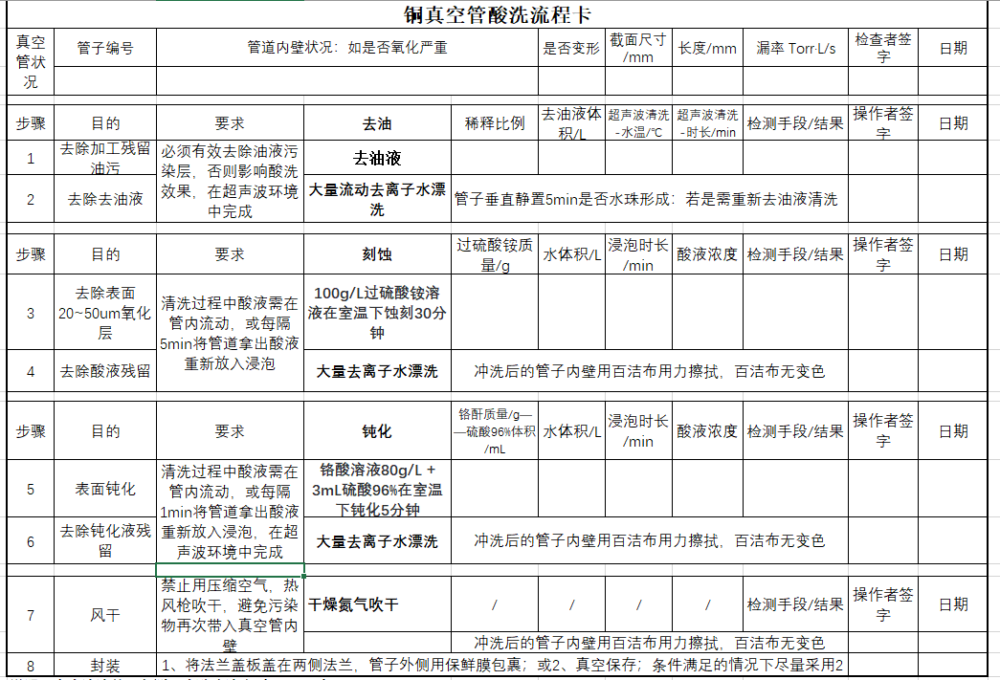 铜真空管酸洗流程卡
真空
管状
况
管子编号
管道内壁状况：如是否氧化严重
是否变形
截面尺寸
/mm
长度/mm
漏率 Torr·L/s
检查者签
字
日期
步骤
目的
要求
去油
稀释比例
去油液体
积/L
超声波清洗
-水温/℃
超声波清洗
-时长/min
检测手段/结果
操作者签
字
日期
1
去除加工残留
油污
必须有效去除油液污
染层，否则影响酸洗
效果，在超声波环境
中完成
去油液
2
去除去油液
大量流动去离子水漂
洗
管子垂直静置5min是否水珠形成：若是需重新去油液清洗
步骤
目的
要求
刻蚀
过硫酸铵质
量/g
水体积/L
浸泡时长
/min
酸液浓度
检测手段/结果
操作者签
字
日期
3
去除表面
20~50um氧化
层
清洗过程中酸液需在
管内流动，或每隔
5min将管道拿出酸液
重新放入浸泡
100g/L过硫酸铵溶
液在室温下蚀刻30分
钟
4
去除酸液残留
大量去离子水漂洗
冲洗后的管子内壁用百洁布用力擦拭，百洁布无变色
步骤
目的
要求
钝化
铬酐质量/g—
—硫酸96%体积
/mL
水体积/L
浸泡时长
/min
酸液浓度
检测手段/结果
操作者签
字
日期
5
表面钝化
清洗过程中酸液需在
管内流动，或每隔
1min将管道拿出酸液
重新放入浸泡，在超
声波环境中完成
铬酸溶液80g/L +
3mL硫酸96%在室温
下钝化5分钟
6
去除钝化液残
留
大量去离子水漂洗
冲洗后的管子内壁用百洁布用力擦拭，百洁布无变色
7
风干
禁止用压缩空气，热
风枪吹干，避免污染
物再次带入真空管内
壁
干燥氮气吹干
/
/
/
/
检测手段/结果
操作者签
字
日期
冲洗后的管子内壁用百洁布用力擦拭，百洁布无变色
8
封装
1、将法兰盖板盖在两侧法兰，管子外侧用保鲜膜包裹；或2、真空保存；条件满足的情况下尽量采用2